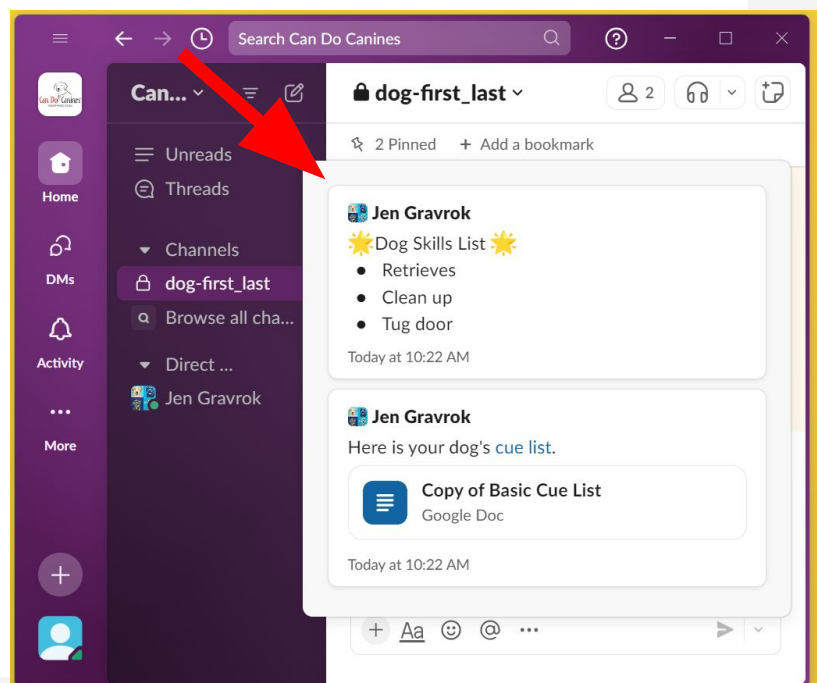 Search Can Do Canines
Can Do Canines
Can...
dog-first_last
2
2 Pinned + Add a bookmark
Unreads
Threads
Home
DMs
Activity
More
Channels
dog-first_last
Browse all cha...
Direct ...
Jen Gravrok
Jen Gravrok
🌟Dog Skills List 🌟
• Retrieves
• Clean up
• Tug door
Today at 10:22 AM
Jen Gravrok
Here is your dog's cue list.
Copy of Basic Cue List
Google Doc
Today at 10:22 AM
+ Aa @ ...